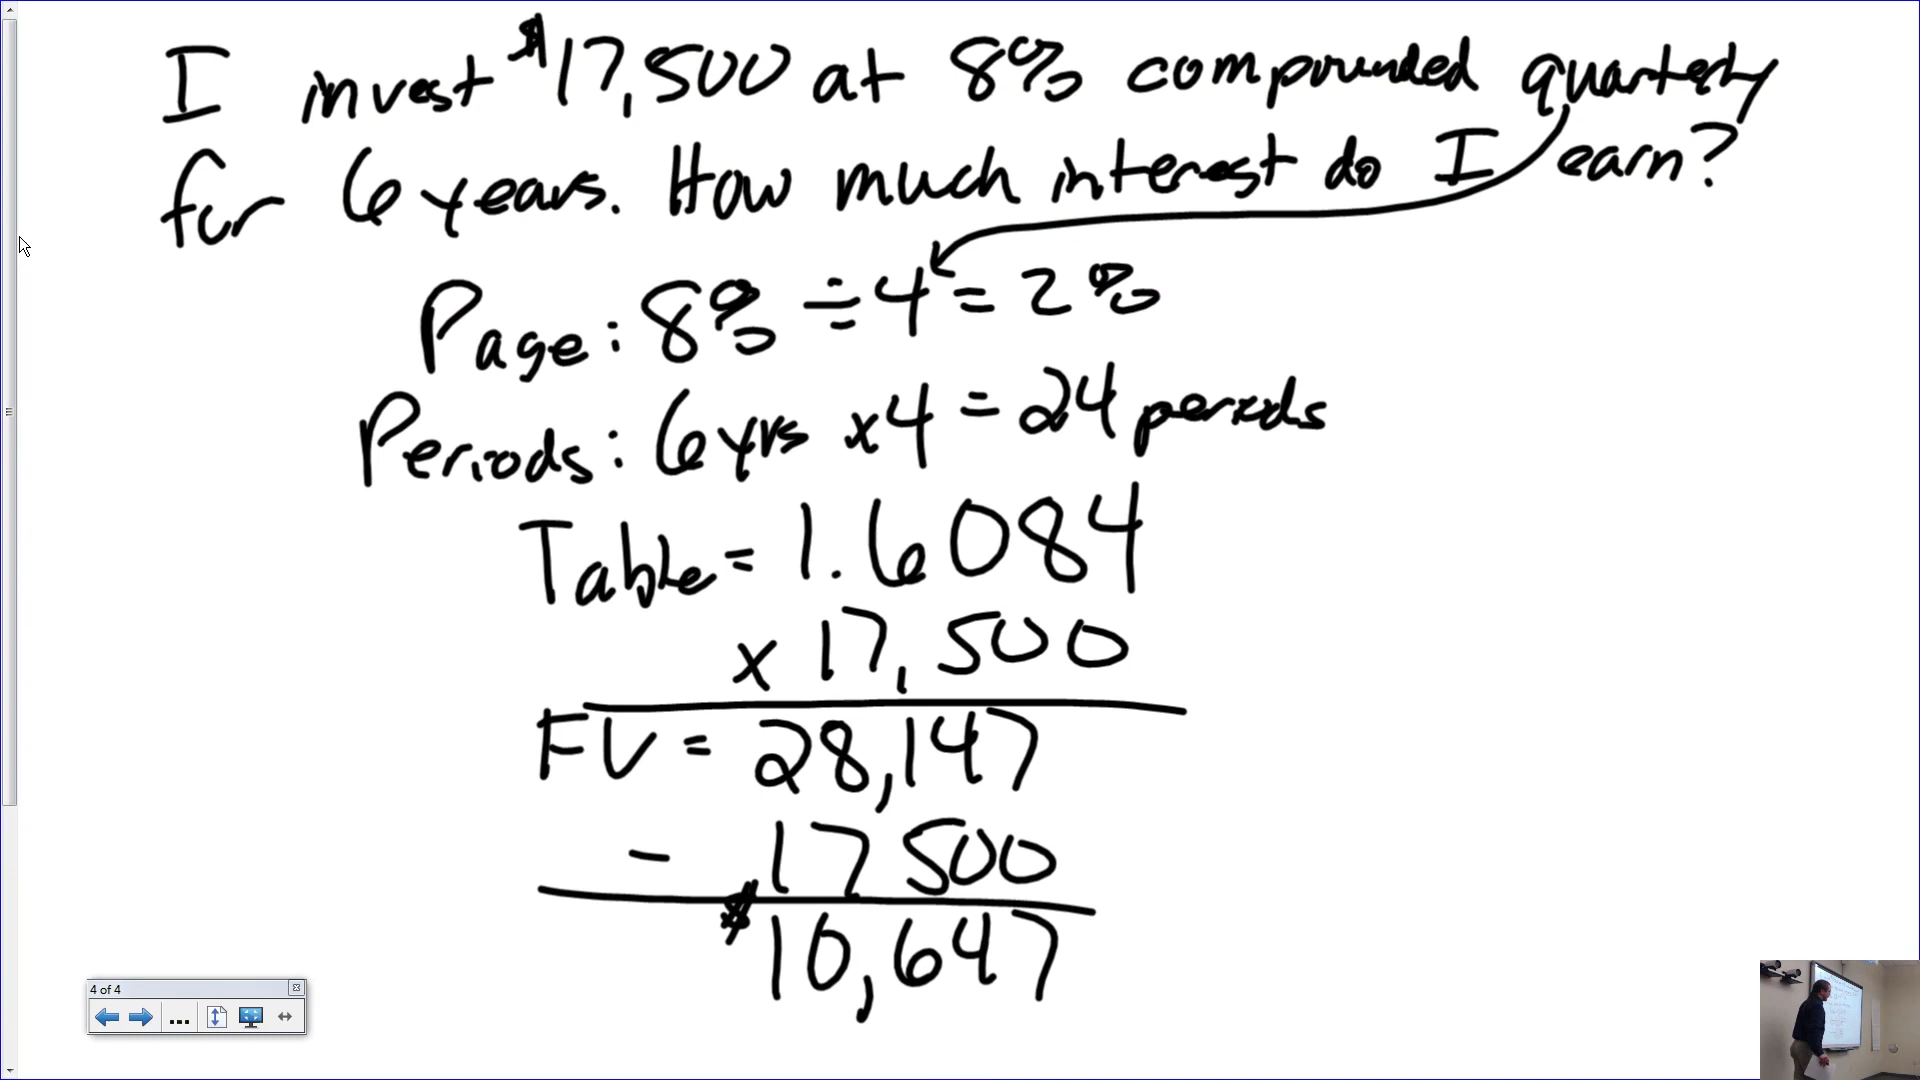 I invest $17,500 at 8% compounded quarterly
for 6 years. How much interest do I earn?
Page: 8% ÷ 4 = 2%
Periods: 6 yrs x4 = 24 periods
Table = 1.6084
x 17,500
FV = 28,147
- 17 500
$10,647
4 of 4
...